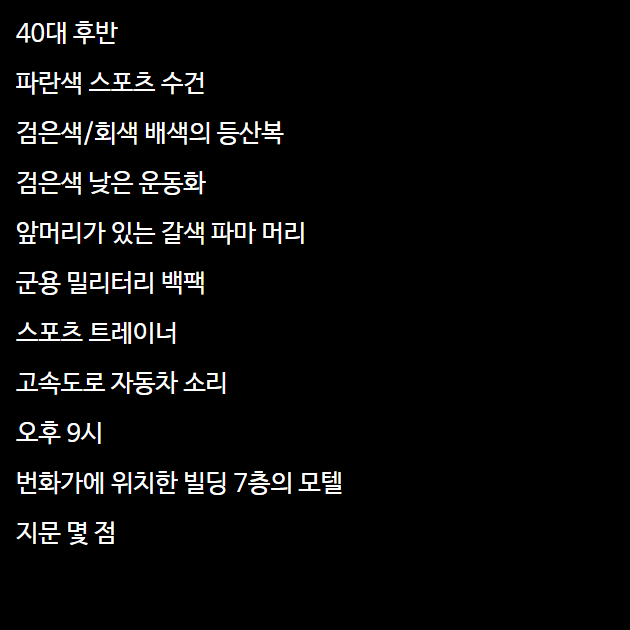 40대 후반
파란색 스포츠 수건
검은색/회색 배색의 등산복
검은색 낮은 운동화
앞머리가 있는 갈색 파마 머리
군용 밀리터리 백팩
스포츠 트레이너
고속도로 자동차 소리
오후 9시
번화가에 위치한 빌딩 7층의 모텔
지문 몇 점